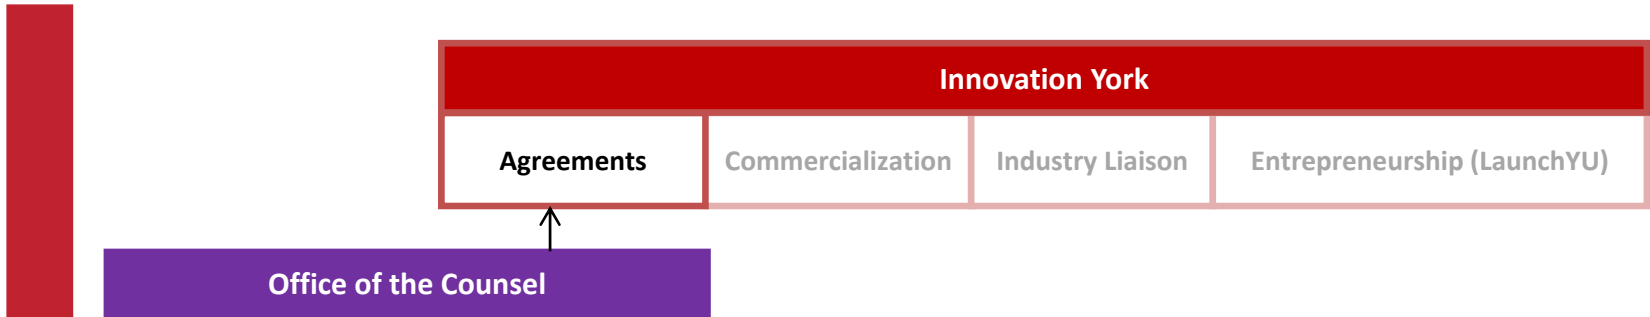 Innovation York
Agreements
Commercialization
Industry Liaison
Entrepreneurship (LaunchYU)
Office of the Counsel